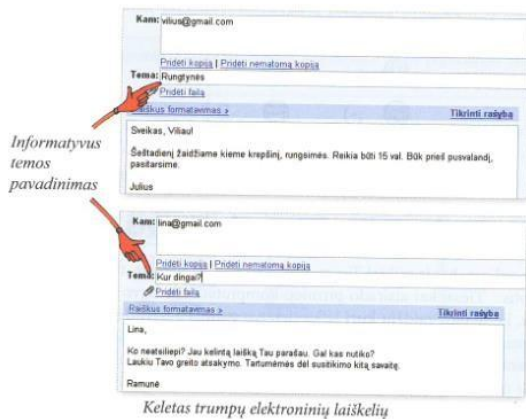 Kam: vilius@gmail.com
Pridėti kopiją | Pridėti nematomą kopiją
Tema: Rungtynės
Pridėti failą
Raiškus formatavimas »
Tikrinti rašybą
Sveikas, Viliau!
Šeštadienį žaidžiame kieme krepšinį, rungsimės. Reikia būti 15 val. Būk prieš pusvalandį,
pasitarsime.
Julius
Informatyvus
temos
pavadinimas
Kam: lina@gmail.com
Pridėti kopiją | Pridėti nematomą kopiją
Tema: Kur dingai?
Pridėti failą
Raiškus formatavimas »
Tikrinti rašybą
Lina,
Ko neatsiliepi? Jau kelintą laišką Tau parašau. Gal kas nutiko?
Laukiu Tavo greito atsakymo. Tartumėmės dėl susitikimo kitą savaitę.
Ramunė
Keletas trumpų elektroninių laiškelių